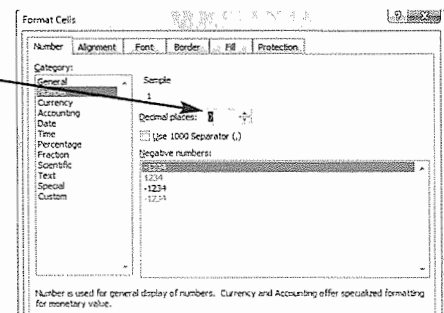 Format Cells
Number Alignment Font Border Fill Protection
Category:
General
Currency
Accounting
Date
Time
Percentage
Fraction
Scientific
Text
Special
Custom
Sample
1
Decimal places:
Use 1000 Separator (,)
Negative numbers:
1234
-1234
-1234
Number is used for general display of numbers. Currency and Accounting offer specialized formatting
for monetary value.